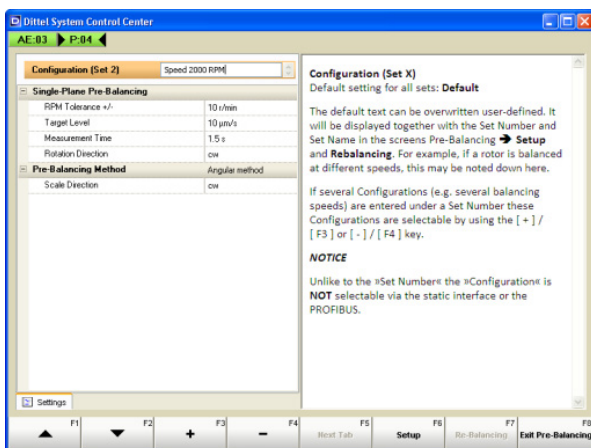 Dittel System Control Center
AE:03 P:04
Configuration (Set 2) Speed 2000 RPM
Single-Plane Pre-Balancing
RPM Tolerance +/- 10 r/min
Target Level 10 µm/s
Measurement Time 1.5 s
Rotation Direction cw
Pre-Balancing Method Angular method
Scale Direction cw
Settings
Configuration (Set X)
Default setting for all sets: Default
The default text can be overwritten user-defined. It
will be displayed together with the Set Number and
Set Name in the screens Pre-Balancing ➔ Setup
and Rebalancing. For example, if a rotor is balanced
at different speeds, this may be noted down here.
If several Configurations (e.g. several balancing
speeds) are entered under a Set Number these
Configurations are selectable by using the [ + ] /
[ F3 ] or [ - ] / [ F4 ] key.
NOTICE
Unlike to the »Set Number« the »Configuration« is
NOT selectable via the static interface or the
PROFIBUS.
F1 F2 F3 F4 F5 F6 F7 F8
+ - Next Tab Setup Re-Balancing Exit Pre-Balancing